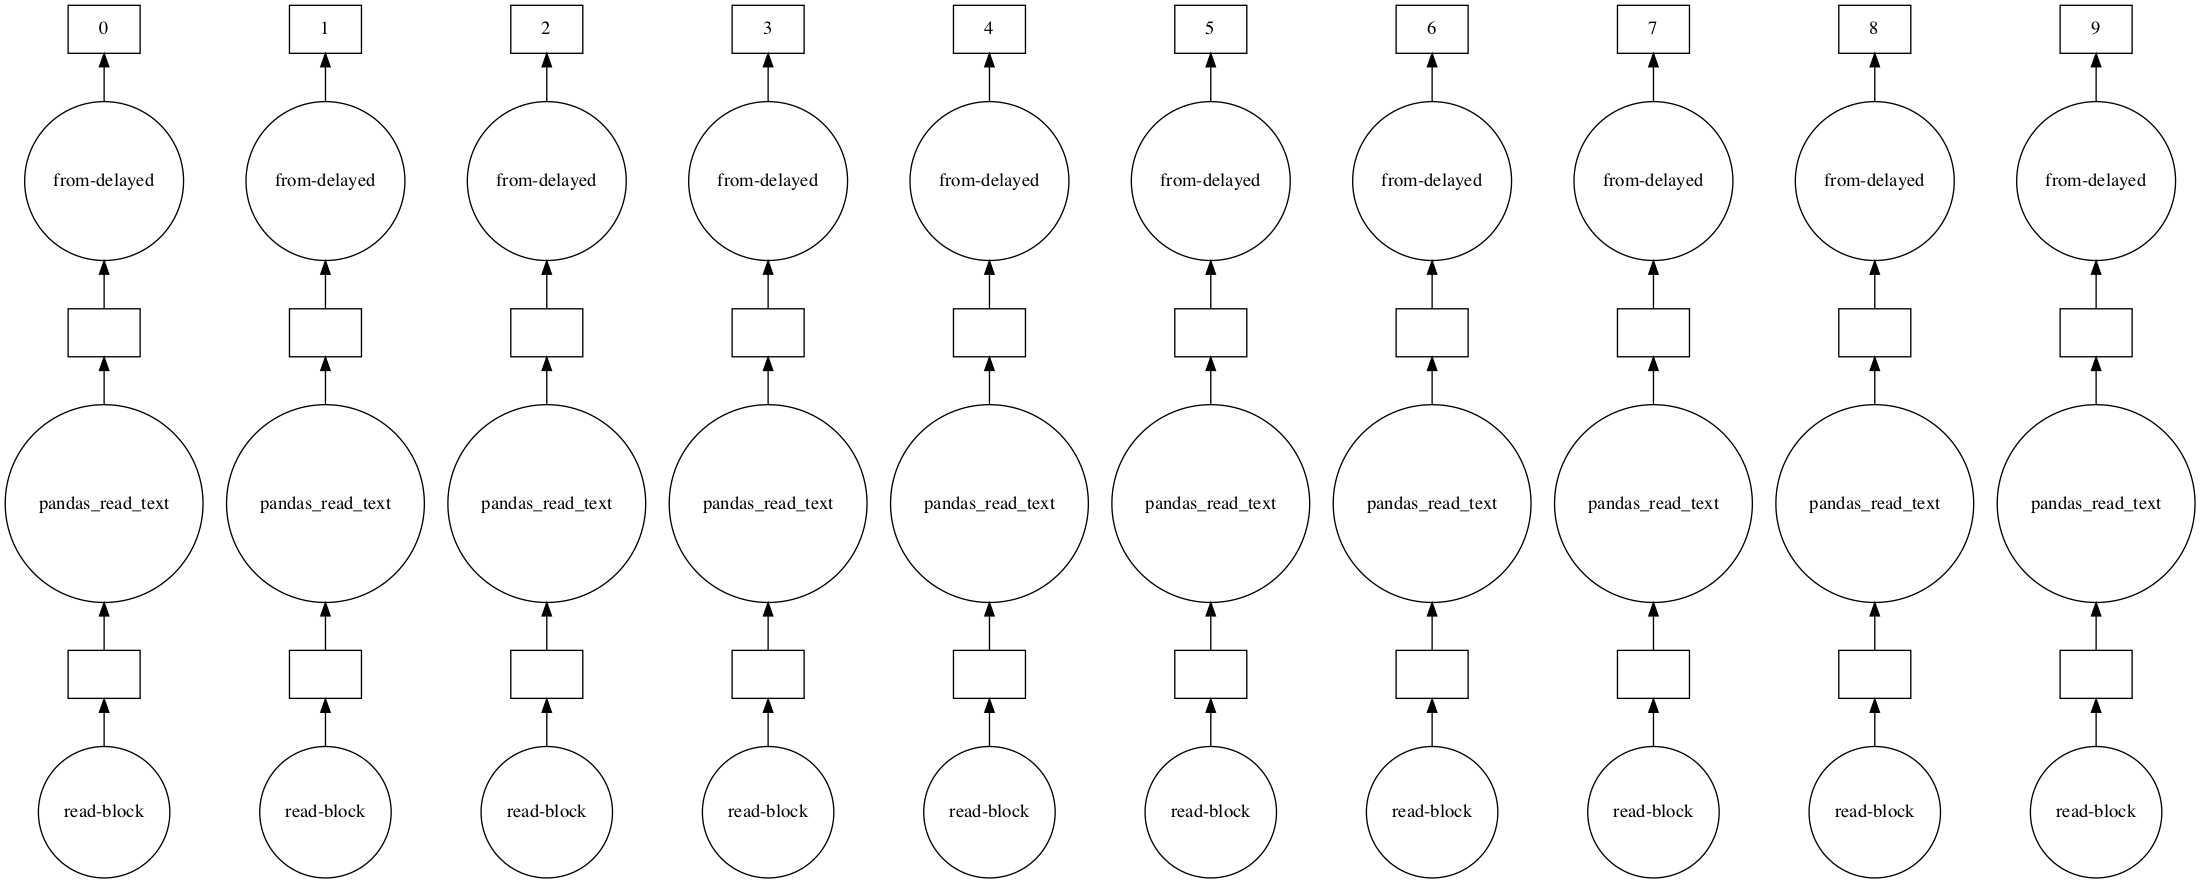 0 1 2 3 4 5 6 7 8 9
from-delayed from-delayed from-delayed from-delayed from-delayed from-delayed from-delayed from-delayed from-delayed from-delayed
pandas_read_text pandas_read_text pandas_read_text pandas_read_text pandas_read_text pandas_read_text pandas_read_text pandas_read_text pandas_read_text pandas_read_text
read-block read-block read-block read-block read-block read-block read-block read-block read-block read-block